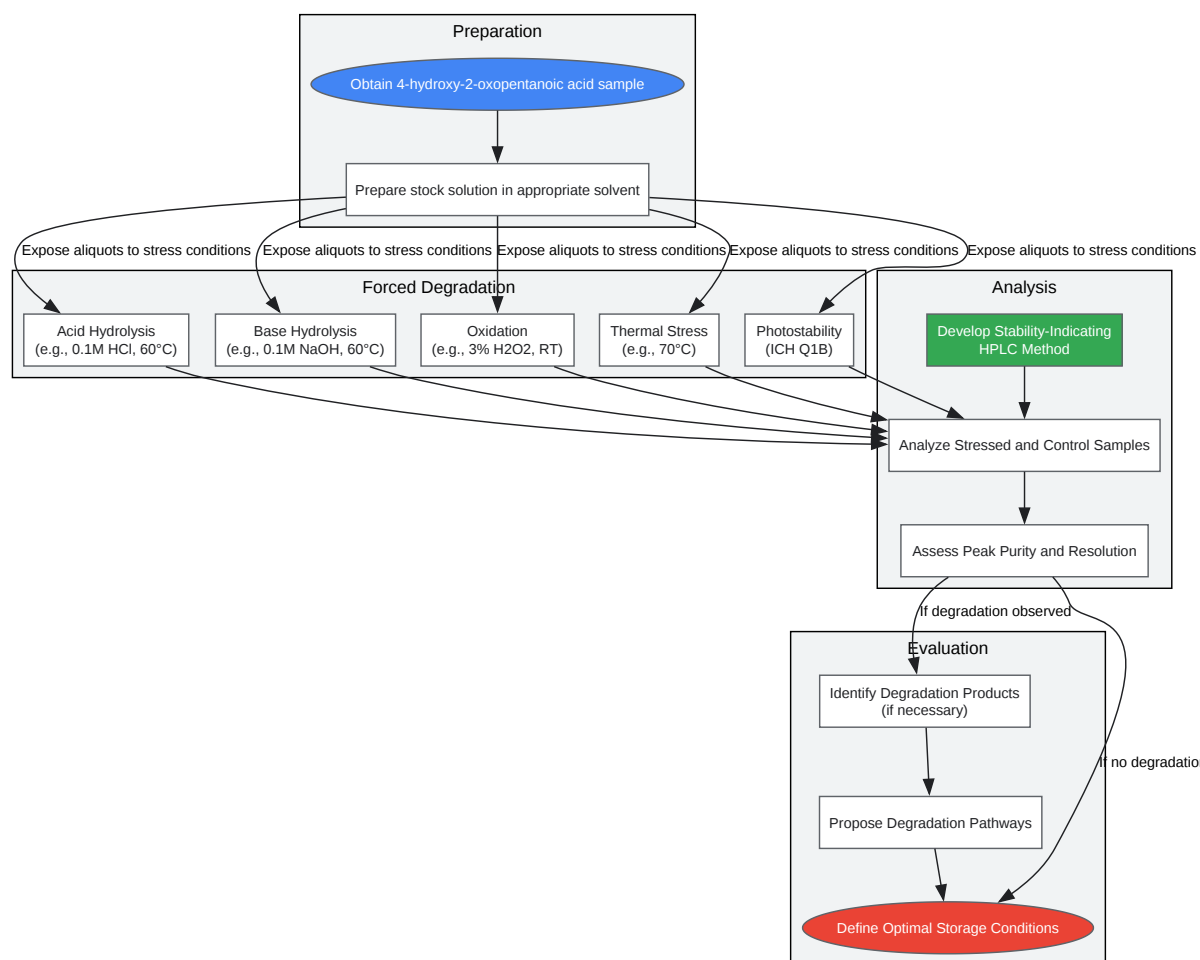 Preparation
Obtain 4-hydroxy-2-oxopentanoic acid sample
Prepare stock solution in appropriate solvent
Expose aliquots to stress conditions
Expose aliquots to stress conditions
Expose aliquots to stress conditions
Expose aliquots to stress conditions
Expose aliquots to stress conditions
Forced Degradation
Acid Hydrolysis
(e.g., 0.1M HCl, 60°C)
Base Hydrolysis
(e.g., 0.1M NaOH, 60°C)
Oxidation
(e.g., 3% H2O2, RT)
Thermal Stress
(e.g., 70°C)
Photostability
(ICH Q1B)
Analysis
Develop Stability-Indicating
HPLC Method
Analyze Stressed and Control Samples
Assess Peak Purity and Resolution
If degradation observed
If no degradation
Evaluation
Identify Degradation Products
(if necessary)
Propose Degradation Pathways
Define Optimal Storage Conditions